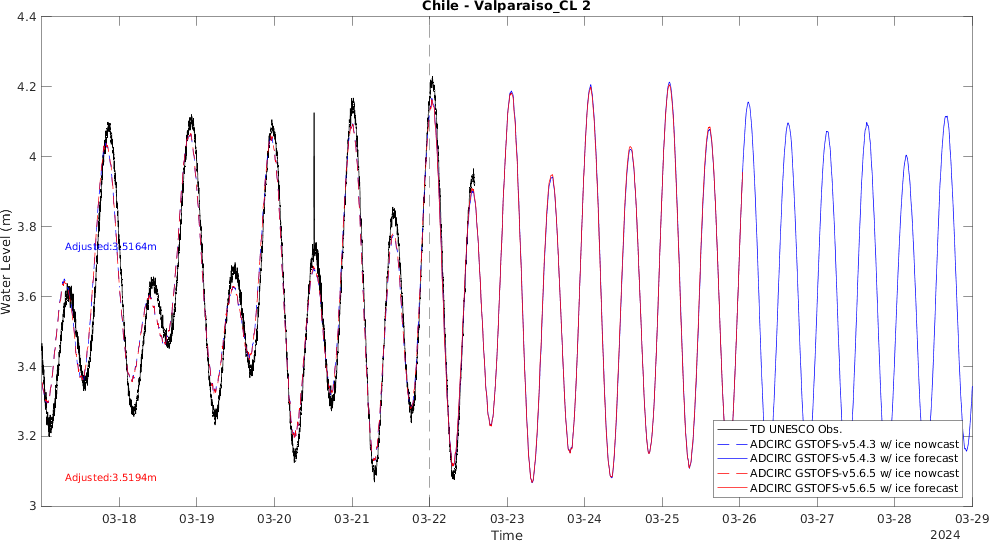 Chile - Valparaiso_CL 2
4.4
4.2
4
3.8
3.6
3.4
3.2
3
Water Level (m)
Adjusted:3.5164m
Adjusted:3.5194m
TD UNESCO Obs.
ADCIRC GSTOFS-v5.4.3 w/ ice nowcast
ADCIRC GSTOFS-v5.4.3 w/ ice forecast
ADCIRC GSTOFS-v5.6.5 w/ ice nowcast
ADCIRC GSTOFS-v5.6.5 w/ ice forecast
03-18 03-19 03-20 03-21 03-22 03-23 03-24 03-25 03-26 03-27 03-28 03-29
Time
2024